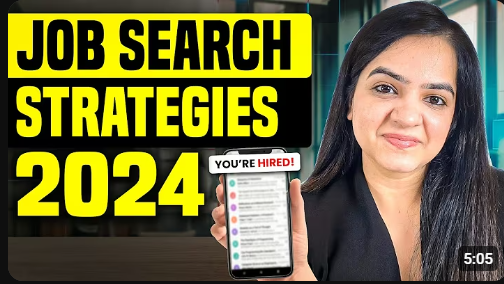 JOB SEARCH
STRATEGIES
2024
YOU'RE HIRED!
5:05